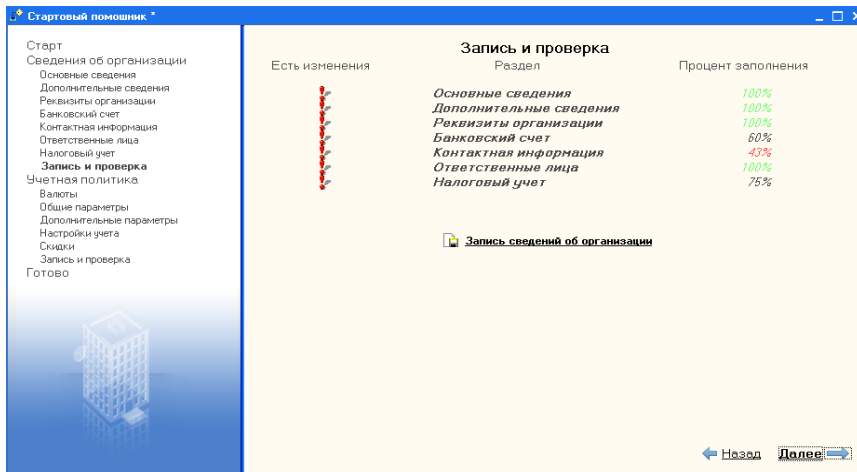 Стартовый помошник *
Старт
Сведения об организации
Основные сведения
Дополнительные сведения
Реквизиты организации
Банковский счет
Контактная информация
Ответственные лица
Налоговый учет
Запись и проверка
Учетная политика
Валюты
Общие параметры
Дополнительные параметры
Настройки учета
Скидки
Запись и проверка
Готово
Запись и проверка
Есть изменения Раздел Процент заполнения
Основные сведения 100%
Дополнительные сведения 100%
Реквизиты организации 100%
Банковский счет 60%
Контактная информация 43%
Ответственные лица 100%
Налоговый учет 75%
Запись сведений об организации
Назад Далее